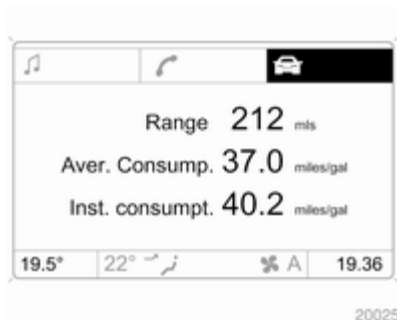 Range 212 mls
Aver. Consump. 37.0 miles/gal
Inst. consumpt. 40.2 miles/gal
19.5° 22° A 19.36
20025